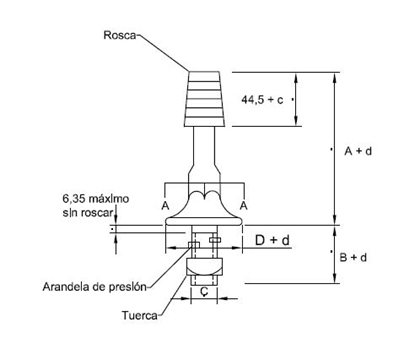 Rosca
44,5 + c
A + d
6,35 máximo
sin roscar
A
A
D + d
B + d
Arandela de presión
C
Tuerca